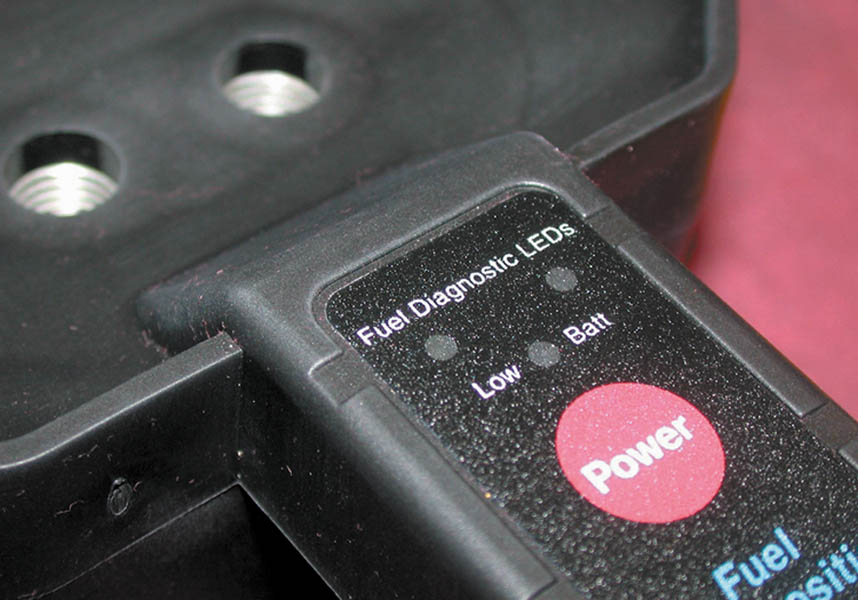 Fuel Diagnostic LEDs
Low Batt
Power
Fuel